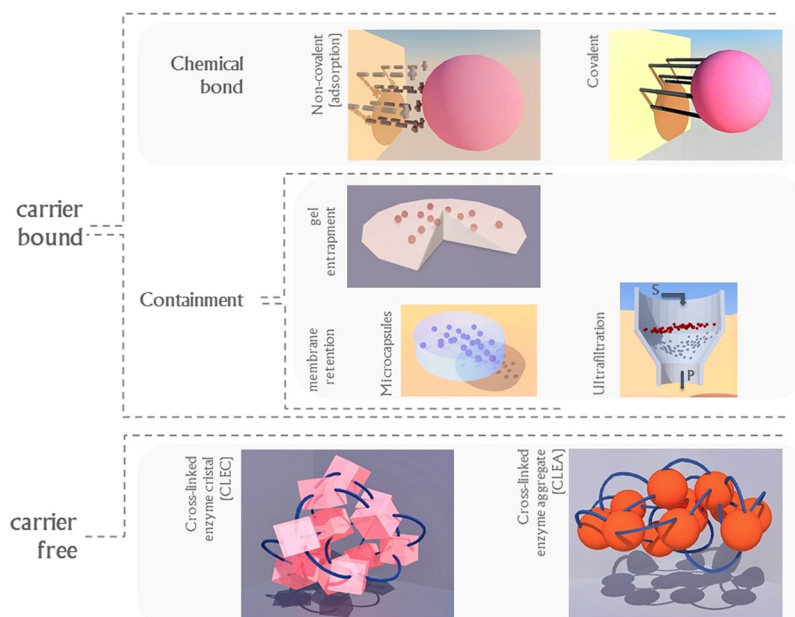 Chemical
bond
Non-covalent
[adsorption]
Covalent
carrier
bound
gel
entrapment
Containment
membrane
retention
Microcapsules
Ultrafiltration
S
P
Cross-linked
enzyme cristal
[CLEC]
Cross-linked
enzyme aggregate
[CLEA]
carrier
free